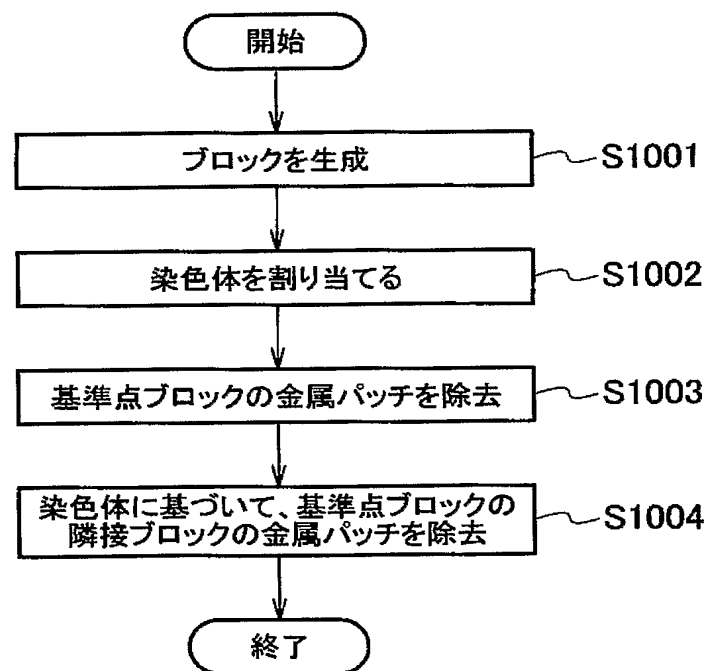 開始
ブロックを生成
S1001
染色体を割り当てる
S1002
基準点ブロックの金属パッチを除去
S1003
染色体に基づいて、基準点ブロックの
隣接ブロックの金属パッチを除去
S1004
終了